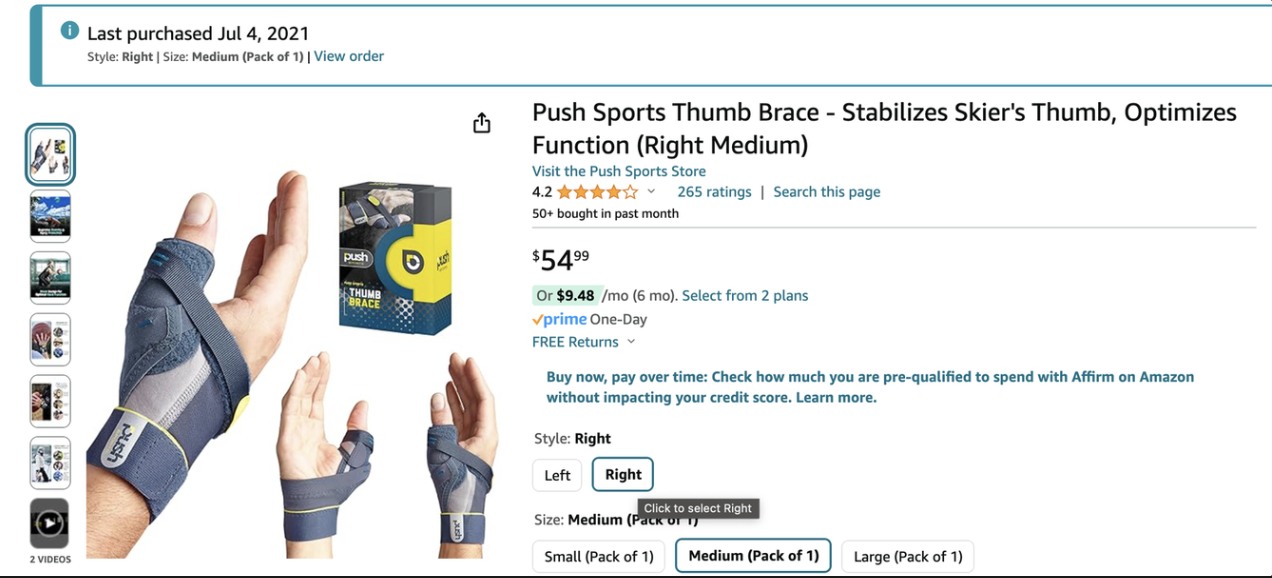 Last purchased Jul 4, 2021
Style: Right | Size: Medium (Pack of 1) | View order
Push Sports Thumb Brace - Stabilizes Skier's Thumb, Optimizes
Function (Right Medium)
Visit the Push Sports Store
4.2
265 ratings | Search this page
50+ bought in past month
$54.99
Or $9.48 /mo (6 mo). Select from 2 plans
prime One-Day
FREE Returns
Buy now, pay over time: Check how much you are pre-qualified to spend with Affirm on Amazon
without impacting your credit score. Learn more.
Style: Right
Left
Right
Click to select Right
Size: Medium (Pack of 1)
Small (Pack of 1)
Medium (Pack of 1)
Large (Pack of 1)
push
THUMB
BRACE
push
push
push
2 VIDEOS